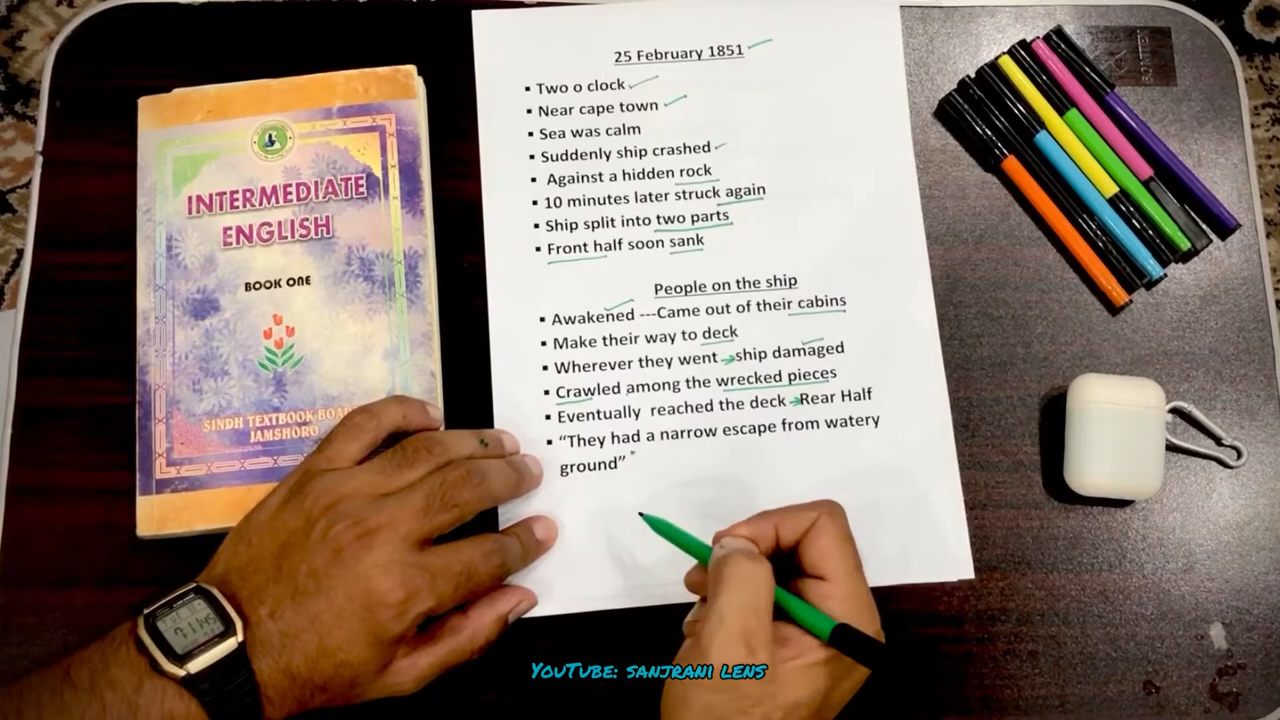 INTERMEDIATE
ENGLISH
BOOK ONE
SINDH TEXTBOOK BOAR
JAMSHORO
25 February 1851
▪ Two o clock
▪ Near cape town
▪ Sea was calm
▪ Suddenly ship crashed
▪ Against a hidden rock
▪ 10 minutes later struck again
▪ Ship split into two parts
▪ Front half soon sank
People on the ship
▪ Awakened ---Came out of their cabins
▪ Make their way to deck
▪ Wherever they went ship damaged
▪ Crawled among the wrecked pieces
▪ Eventually reached the deck Rear Half
▪ “They had a narrow escape from watery
ground”
YouTube: sanjrani lens